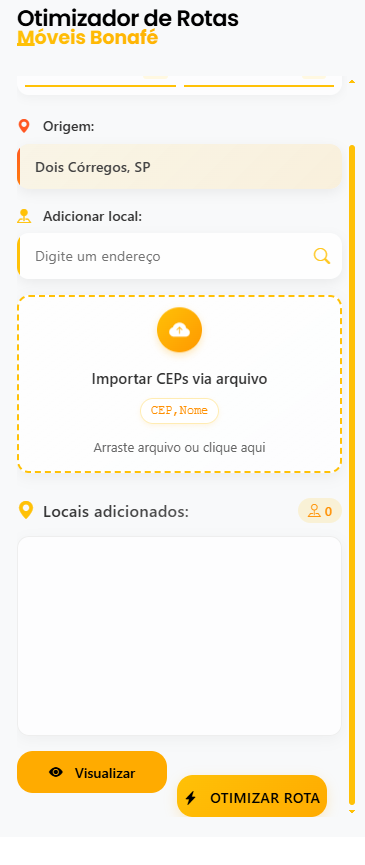 Otimizador de Rotas
Móveis Bonafé
Origem:
Dois Córregos, SP
Adicionar local:
Digite um endereço
Importar CEPs via arquivo
CEP,Nome
Arraste arquivo ou clique aqui
Locais adicionados:
0
Visualizar
OTIMIZAR ROTA